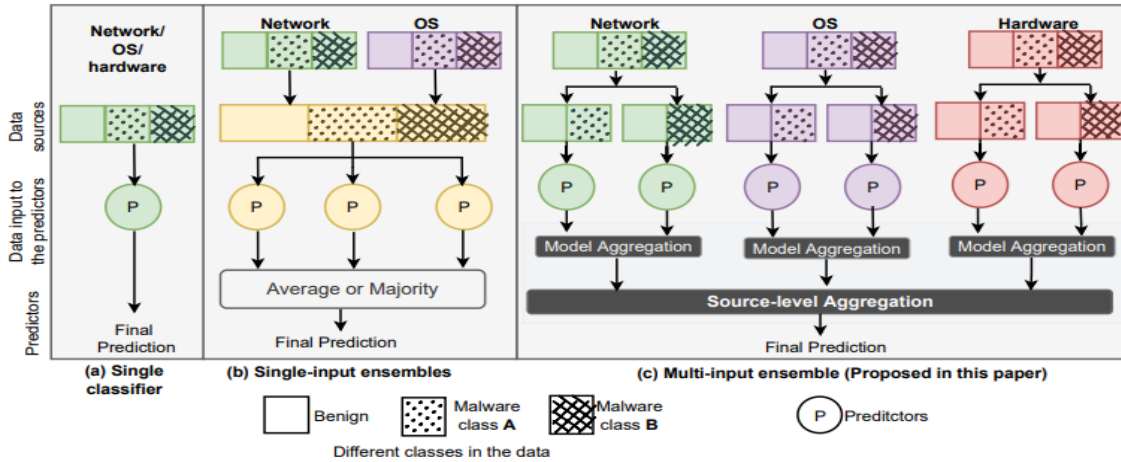 Network/
OS/
hardware
Network
OS
Network
OS
Hardware
Data
sources
Data input to
the predictors
Predictors
P
P
P
P
P
P
P
P
P
P
Model Aggregation
Model Aggregation
Model Aggregation
Average or Majority
Source-level Aggregation
Final
Prediction
Final Prediction
Final Prediction
(a) Single
classifier
(b) Single-input ensembles
(c) Multi-input ensemble (Proposed in this paper)
Benign
Malware
class A
Malware
class B
P
Preditctors
Different classes in the data